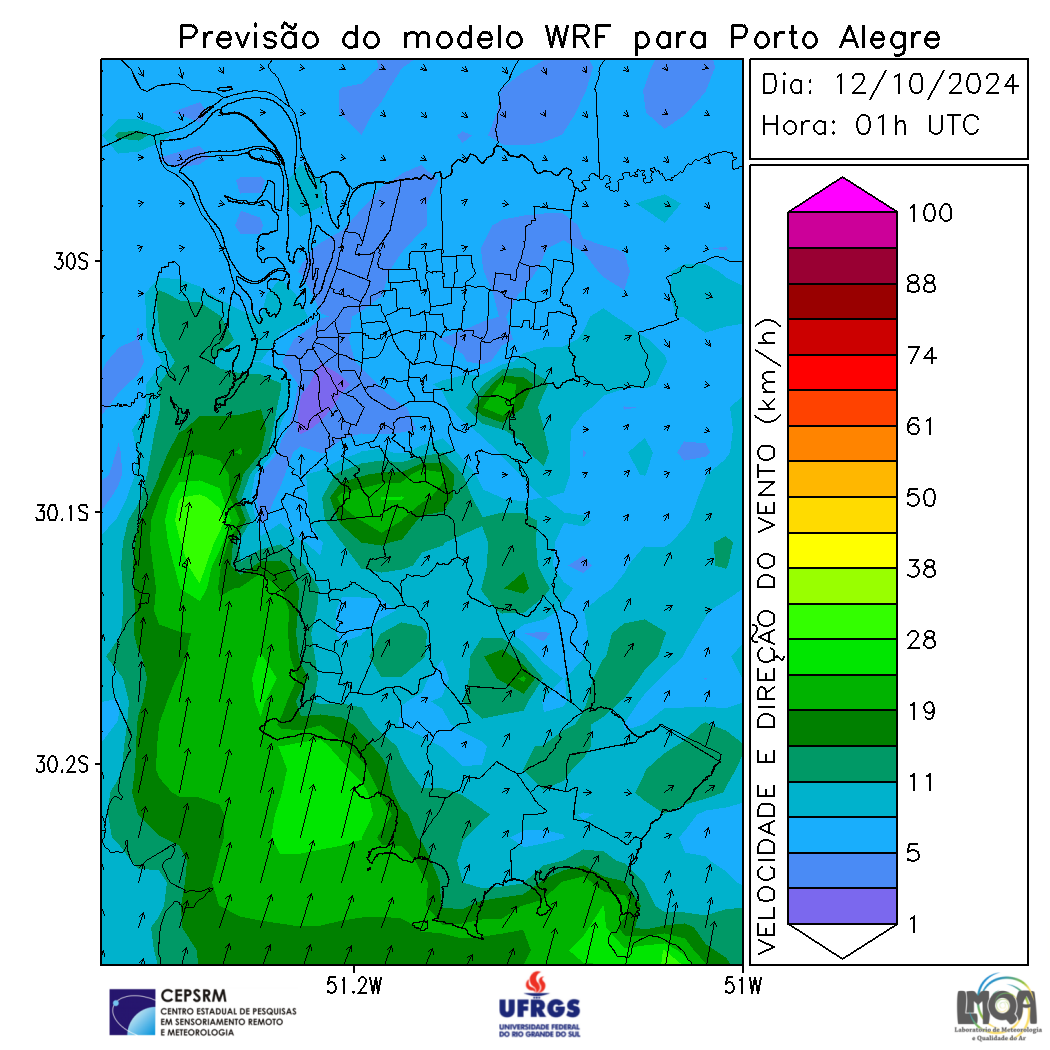 Previsão do modelo WRF para Porto Alegre
Dia: 12/10/2024
Hora: 01h UTC
30S
30.1S
30.2S
51.2W
51W
VELOCIDADE E DIREÇÃO DO VENTO (km/h)
100
88
74
61
50
38
28
19
11
5
1
CEPSRM
CENTRO ESTADUAL DE PESQUISAS
EM SENSORIAMENTO REMOTO
E METEOROLOGIA
UFRGS
UNIVERSIDADE FEDERAL
DO RIO GRANDE DO SUL
LMQA
Laboratório de Meteorologia
e Qualidade do Ar